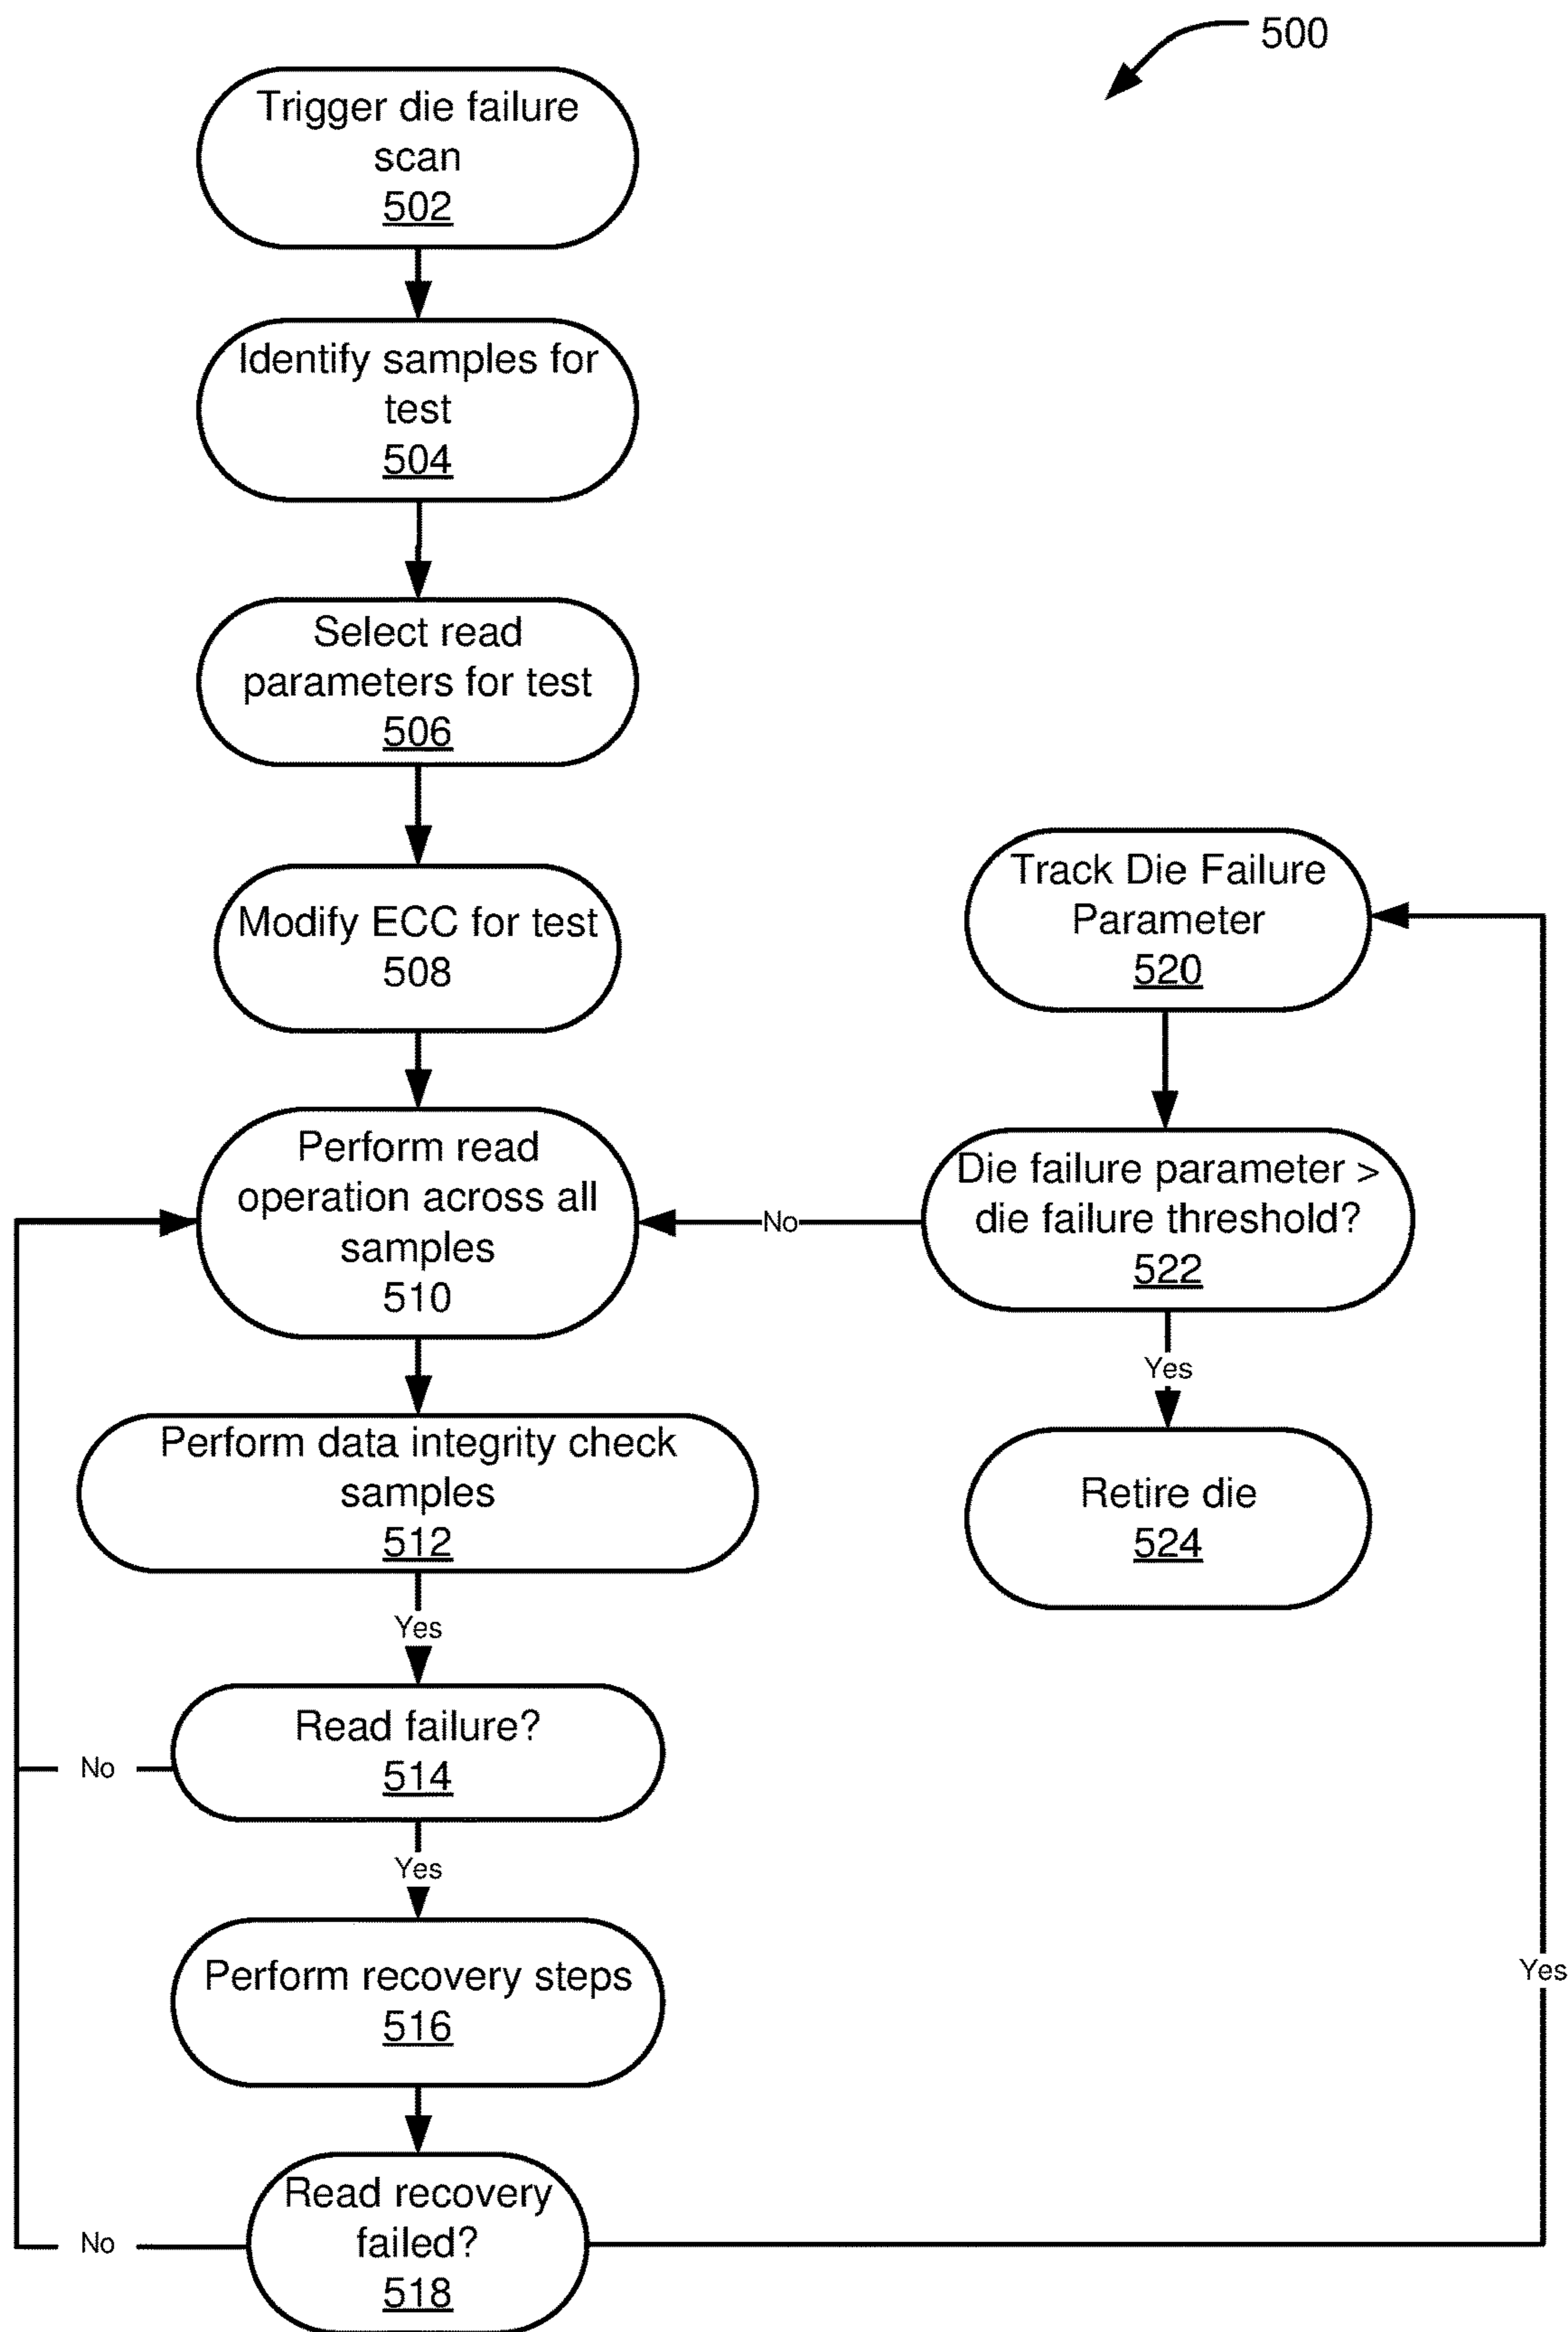 500
Trigger die failure
scan
502
Identify samples for
test
504
Select read
parameters for test
506
Modify ECC for test
508
Perform read
operation across all
samples
510
Perform data integrity check
samples
512
Yes
Read failure?
514
No
Yes
Perform recovery steps
516
Read recovery
failed?
518
No
Yes
Track Die Failure
Parameter
520
Die failure parameter >
die failure threshold?
522
No
Yes
Retire die
524